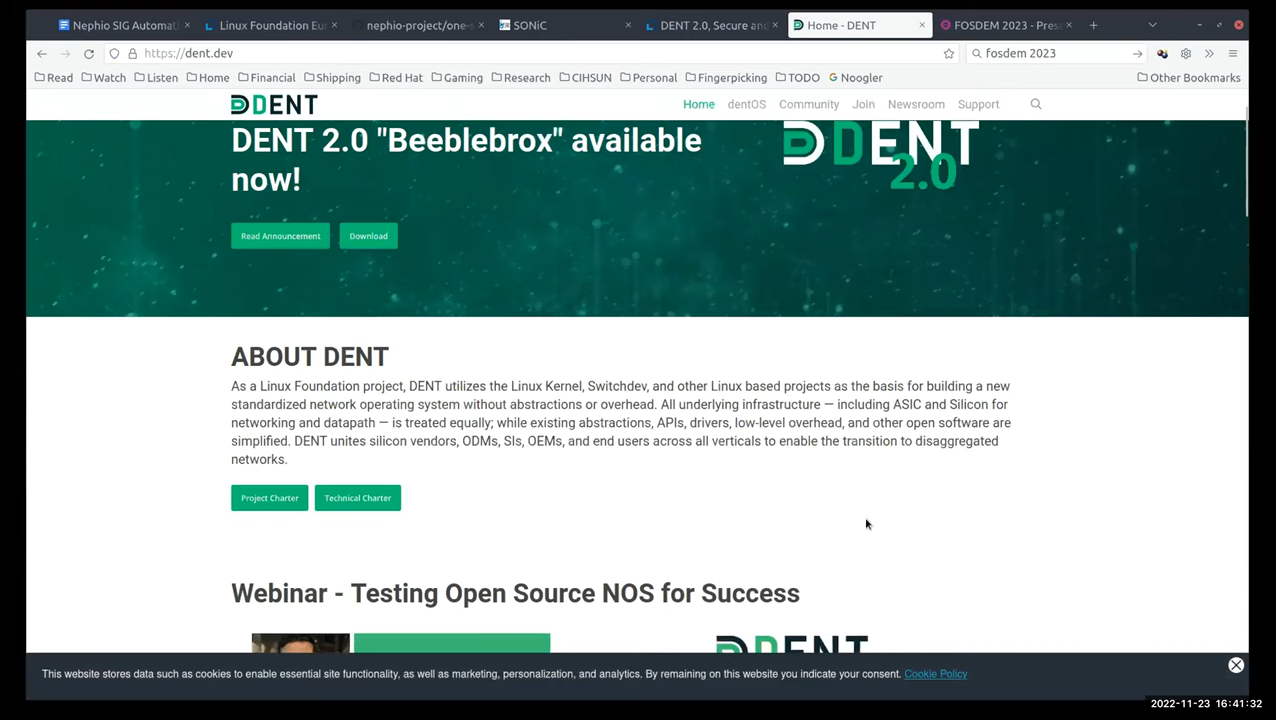 Nephio SIG Automati
Linux Foundation Eur
nephio-project/one-s
SONiC
DENT 2.0, Secure and
Home - DENT
FOSDEM 2023 - Pres
https://dent.dev
fosdem 2023
Read
Watch
Listen
Home
Financial
Shipping
Red Hat
Gaming
Research
CIHSUN
Personal
Fingerpicking
TODO
Noogler
Other Bookmarks
DENT
Home
dentOS
Community
Join
Newsroom
Support
DENT 2.0 "Beeblebrox" available
now!
DENT
2.0
Read Announcement
Download
ABOUT DENT
As a Linux Foundation project, DENT utilizes the Linux Kernel, Switchdev, and other Linux based projects as the basis for building a new
standardized network operating system without abstractions or overhead. All underlying infrastructure — including ASIC and Silicon for
networking and datapath — is treated equally; while existing abstractions, APIs, drivers, low-level overhead, and other open software are
simplified. DENT unites silicon vendors, ODMs, SIs, OEMs, and end users across all verticals to enable the transition to disaggregated
networks.
Project Charter
Technical Charter
Webinar - Testing Open Source NOS for Success
DENT
This website stores data such as cookies to enable essential site functionality, as well as marketing, personalization, and analytics. By remaining on this website you indicate your consent. Cookie Policy
2022-11-23 16:41:32